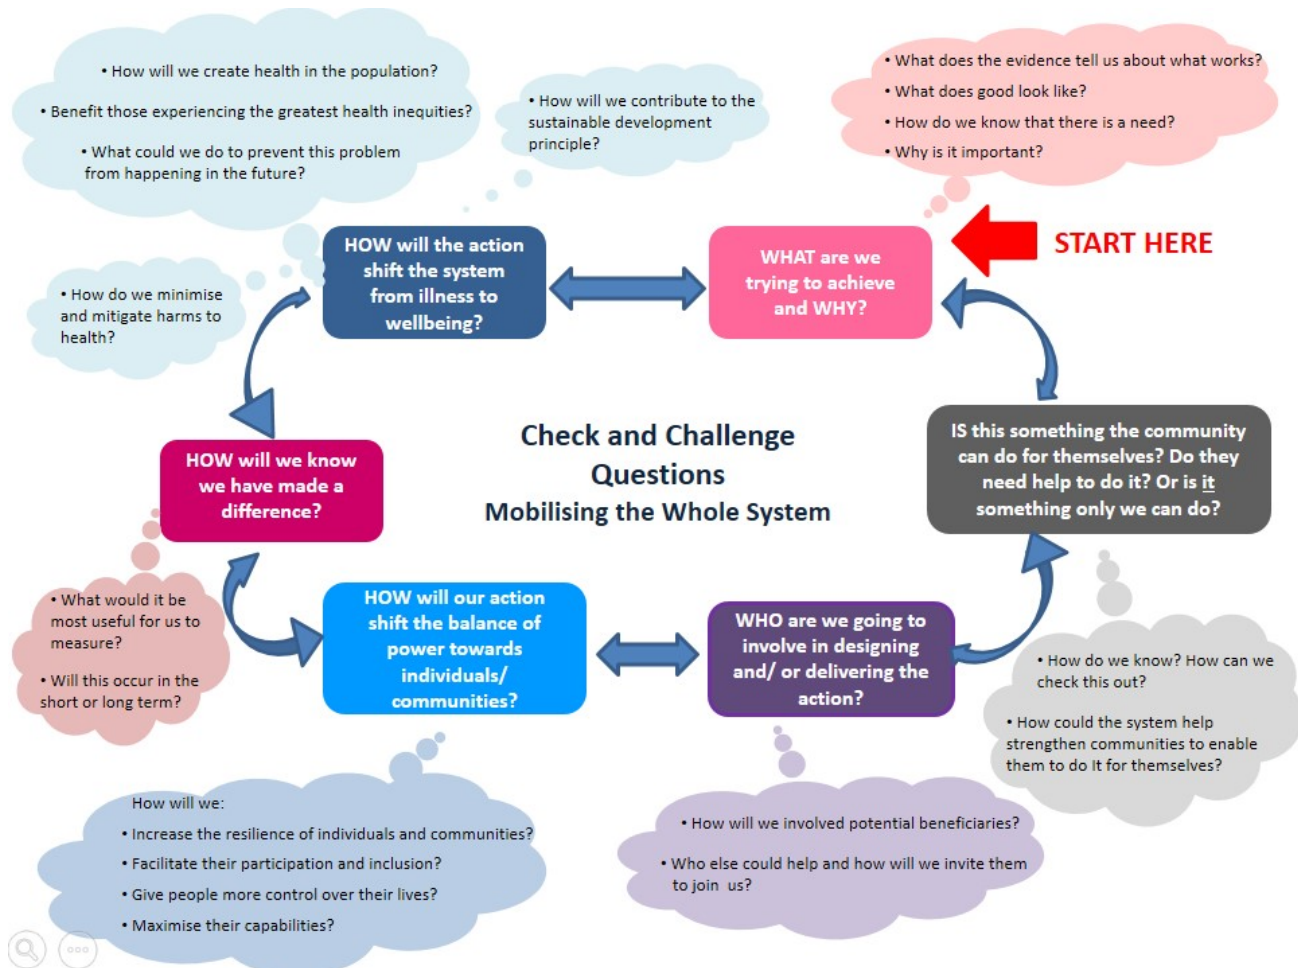 • How will we create health in the population?
• Benefit those experiencing the greatest health inequities?
• What could we do to prevent this problem
from happening in the future?
• How will we contribute to the
sustainable development
principle?
• What does the evidence tell us about what works?
• What does good look like?
• How do we know that there is a need?
• Why is it important?
START HERE
WHAT are we
trying to achieve
and WHY?
HOW will the action
shift the system
from illness to
wellbeing?
• How do we minimise
and mitigate harms to
health?
Check and Challenge
Questions
Mobilising the Whole System
IS this something the community
can do for themselves? Do they
need help to do it? Or is it
something only we can do?
HOW will we know
we have made a
difference?
• What would it be
most useful for us to
measure?
• Will this occur in the
short or long term?
HOW will our action
shift the balance of
power towards
individuals/
communities?
WHO are we going to
involve in designing
and/ or delivering the
action?
• How do we know? How can we
check this out?
• How could the system help
strengthen communities to enable
them to do It for themselves?
How will we:
• Increase the resilience of individuals and communities?
• Facilitate their participation and inclusion?
• Give people more control over their lives?
• Maximise their capabilities?
• How will we involved potential beneficiaries?
• Who else could help and how will we invite them
to join  us?